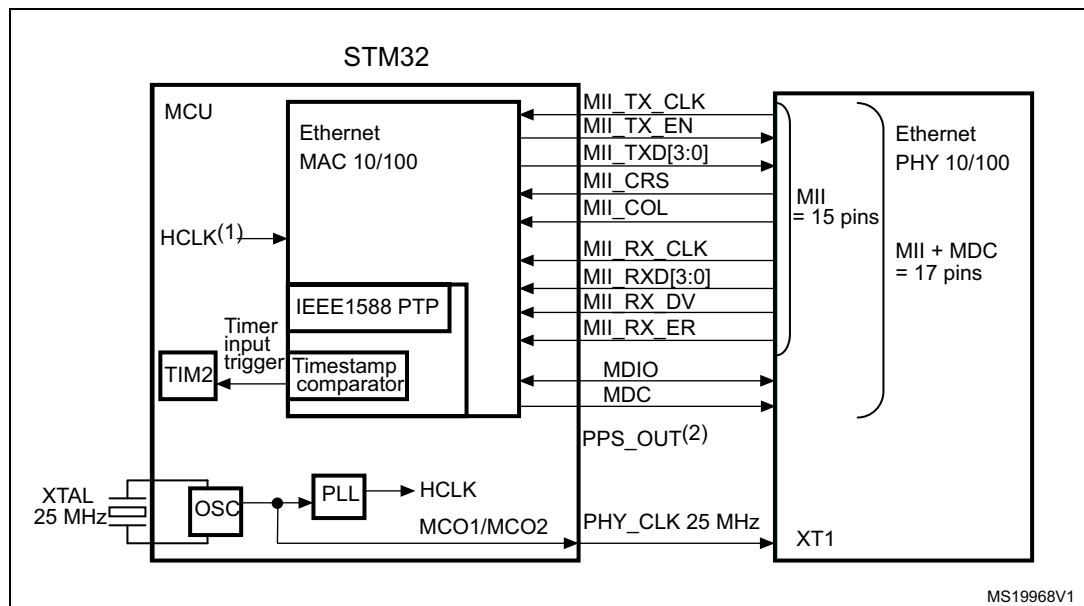 STM32
MCU
Ethernet
MAC 10/100
HCLK(1)
IEEE1588 PTP
Timer
input
trigger
TIM2
Timestamp
comparator
XTAL
25 MHz
OSC
PLL
HCLK
MCO1/MCO2
MII_TX_CLK
MII_TX_EN
MII_TXD[3:0]
MII_CRS
MII_COL
MII_RX_CLK
MII_RXD[3:0]
MII_RX_DV
MII_RX_ER
MDIO
MDC
PPS_OUT(2)
PHY_CLK 25 MHz
MII
= 15 pins
Ethernet
PHY 10/100
MII + MDC
= 17 pins
XT1
MS19968V1